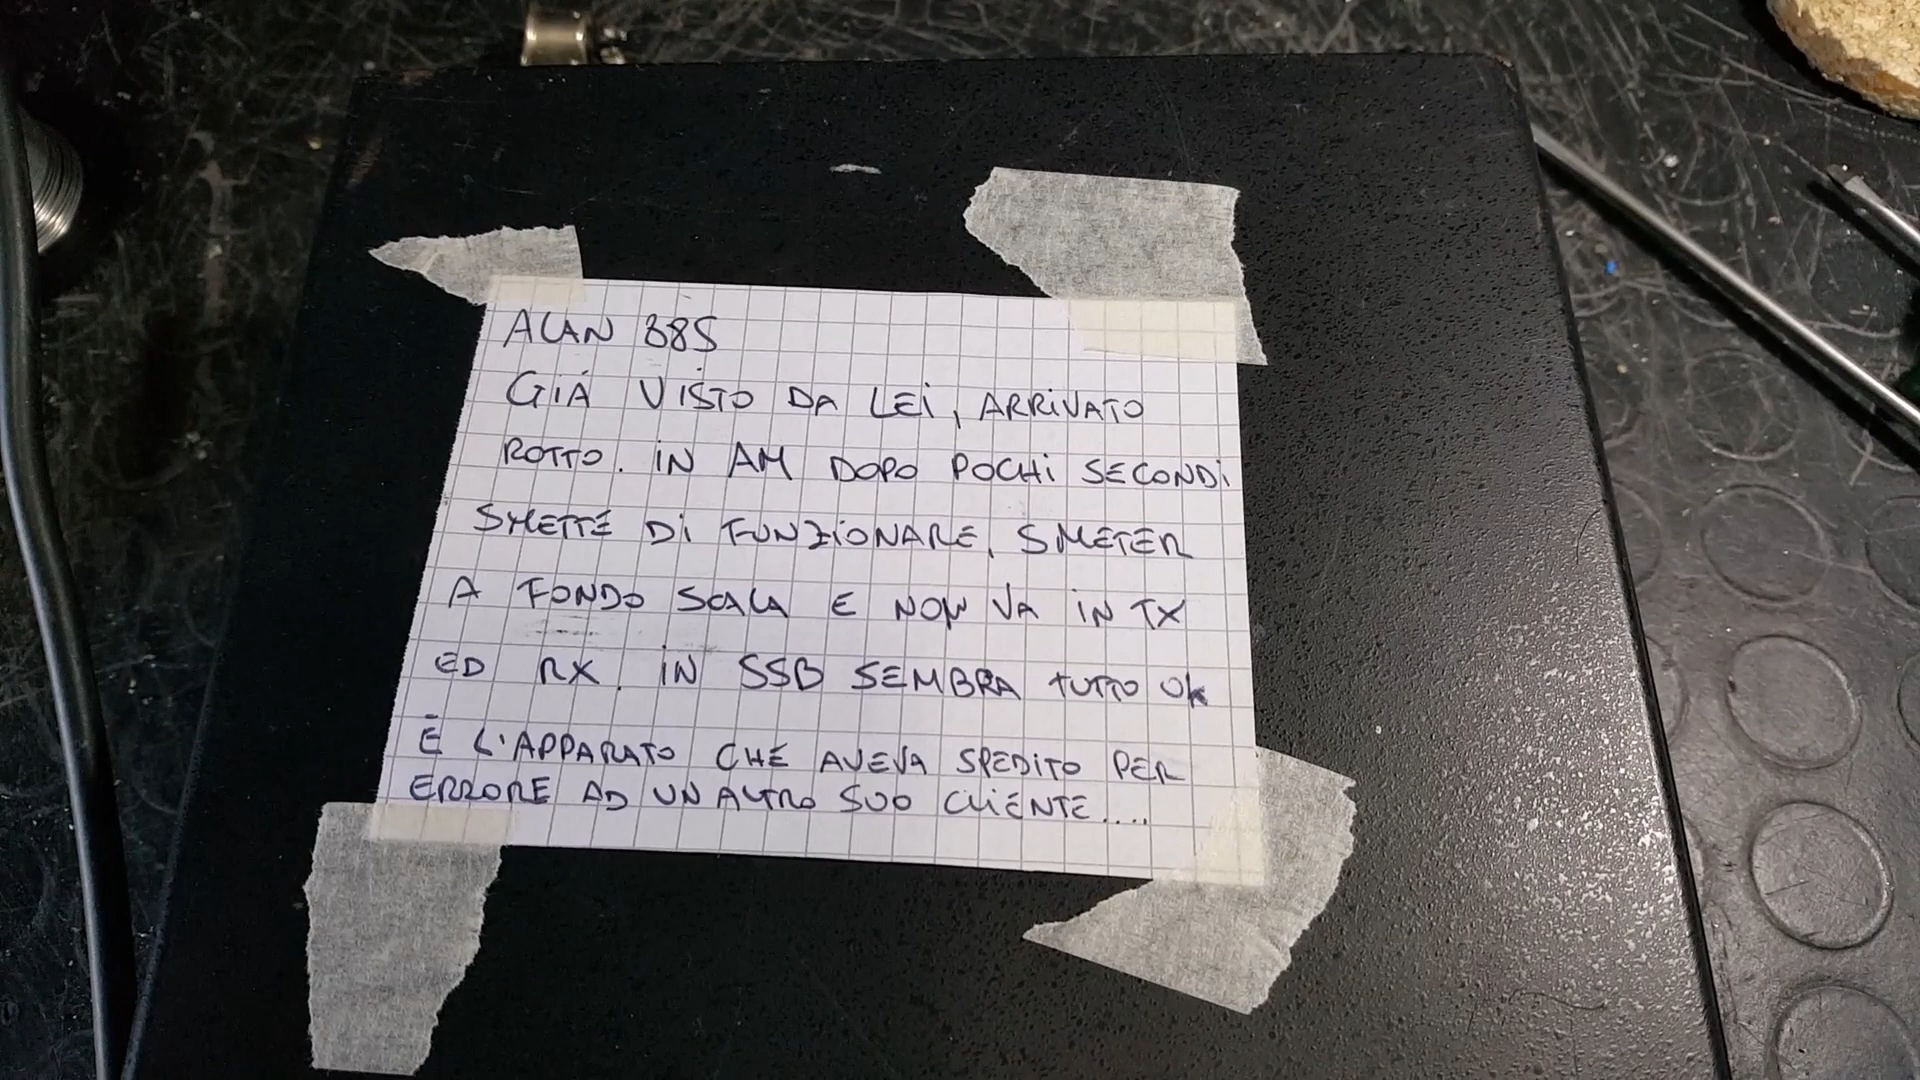 ALAN 88S
GIÁ VISTO DA LEI, ARRIVATO
ROTTO. IN AM DOPO POCHI SECONDI
SMETTE DI FUNZIONARE, SMETER
A FONDO SCALA E NON VA IN TX
ED RX. IN SSB SEMBRA TUTTO OK
È L'APPARATO CHE AVEVA SPEDITO PER
ERRORE AD UN ALTRO SUO CLIENTE....